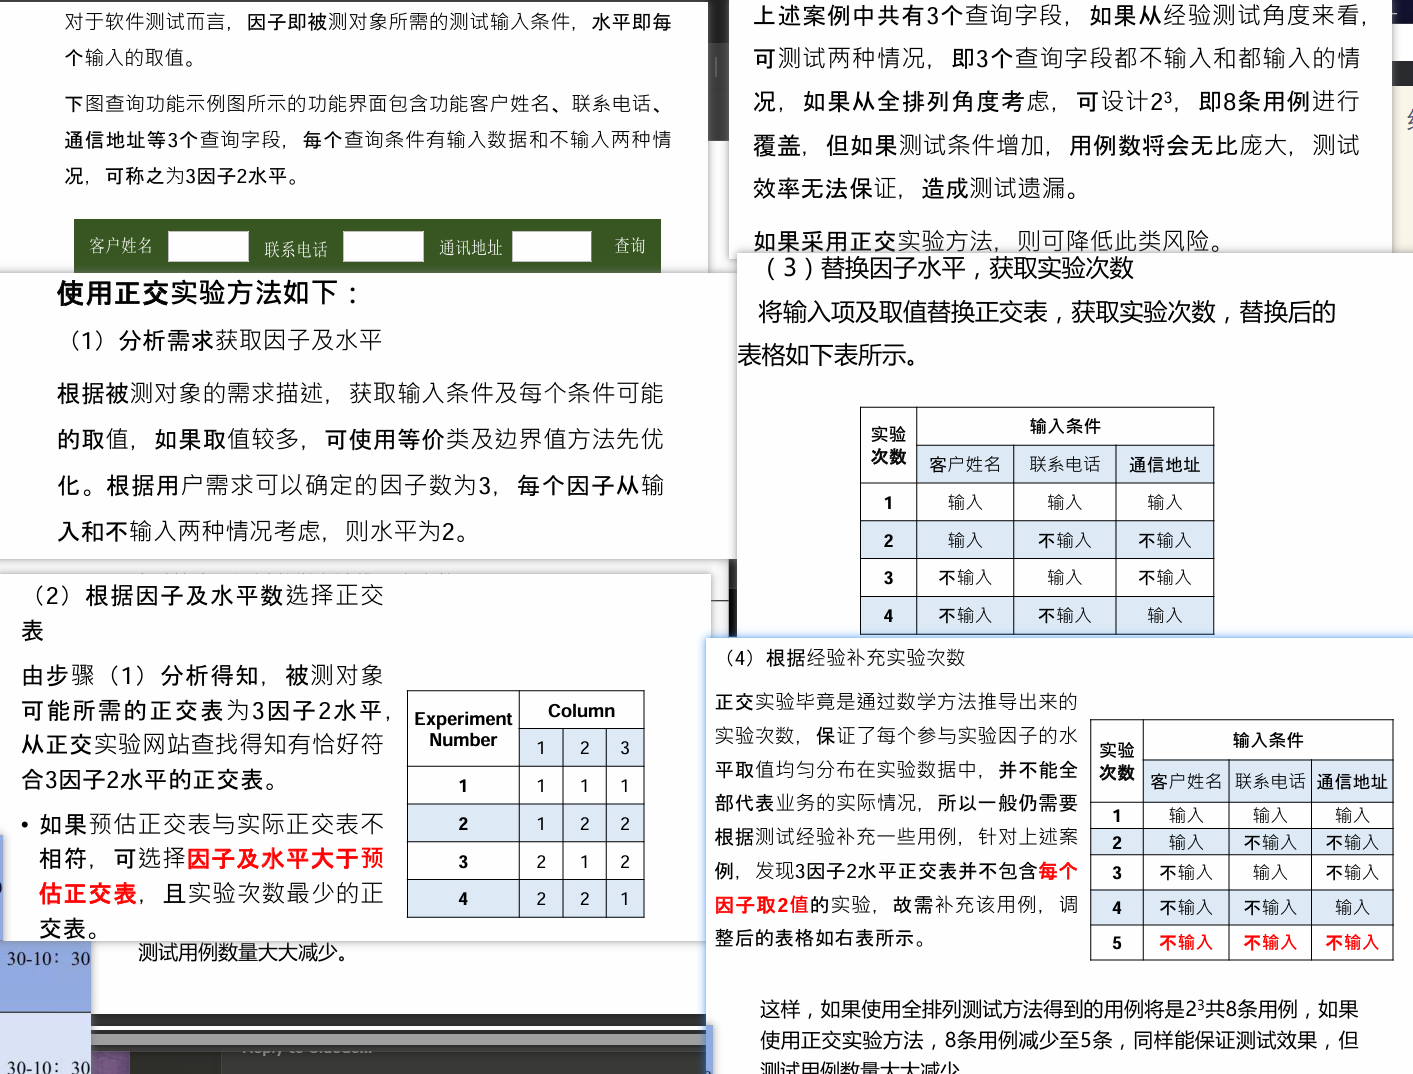 对于软件测试而言，因子即被测对象所需的测试输入条件，水平即每
个输入的取值。
下图查询功能示例图所示的功能界面包含功能客户姓名、联系电话、
通信地址等3个查询字段，每个查询条件有输入数据和不输入两种情
况，可称之为3因子2水平。
客户姓名 联系电话 通讯地址 查询
上述案例中共有3个查询字段，如果从经验测试角度来看，
可测试两种情况，即3个查询字段都不输入和都输入的情
况，如果从全排列角度考虑，可设计2³，即8条用例进行
覆盖，但如果测试条件增加，用例数将会无比庞大，测试
效率无法保证，造成测试遗漏。
如果采用正交实验方法，则可降低此类风险。
使用正交实验方法如下：
（1）分析需求获取因子及水平
根据被测对象的需求描述，获取输入条件及每个条件可能
的取值，如果取值较多，可使用等价类及边界值方法先优
化。根据用户需求可以确定的因子数为3，每个因子从输
入和不输入两种情况考虑，则水平为2。
（2）根据因子及水平数选择正交
表
由步骤（1）分析得知，被测对象
可能所需的正交表为3因子2水平，
从正交实验网站查找得知有恰好符
合3因子2水平的正交表。
• 如果预估正交表与实际正交表不
相符，可选择因子及水平大于预
估正交表，且实验次数最少的正
交表。
Experiment Number Column
1 2 3
1 1 1 1
2 1 2 2
3 2 1 2
4 2 2 1
测试用例数量大大减少。
30-10：30
30-10：30
（3）替换因子水平，获取实验次数
将输入项及取值替换正交表，获取实验次数，替换后的
表格如下表所示。
实验次数 输入条件
客户姓名 联系电话 通信地址
1 输入 输入 输入
2 输入 不输入 不输入
3 不输入 输入 不输入
4 不输入 不输入 输入
（4）根据经验补充实验次数
正交实验毕竟是通过数学方法推导出来的
实验次数，保证了每个参与实验因子的水
平取值均匀分布在实验数据中，并不能全
部代表业务的实际情况，所以一般仍需要
根据测试经验补充一些用例，针对上述案
例，发现3因子2水平正交表并不包含每个
因子取2值的实验，故需补充该用例，调
整后的表格如右表所示。
实验次数 输入条件
客户姓名 联系电话 通信地址
1 输入 输入 输入
2 输入 不输入 不输入
3 不输入 输入 不输入
4 不输入 不输入 输入
5 不输入 不输入 不输入
这样，如果使用全排列测试方法得到的用例将是2³共8条用例，如果
使用正交实验方法，8条用例减少至5条，同样能保证测试效果，但
测试用例数量大大减少